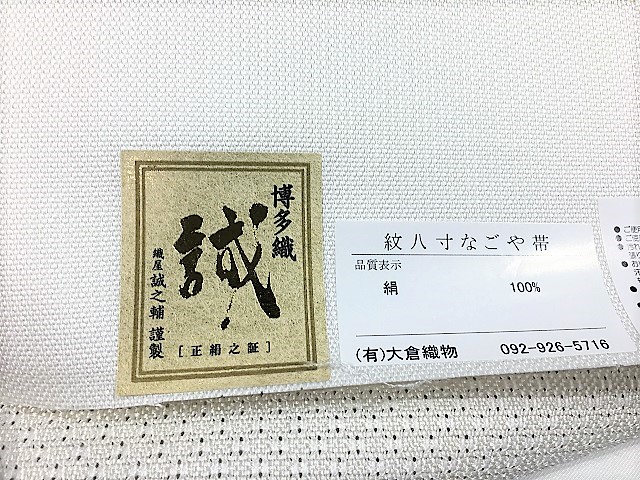 博多織
誠
織屋 誠之輔 謹製
[正絹之証]
紋八寸なごや帯
品質表示
絹 100%
(有)大倉織物 092-926-5716